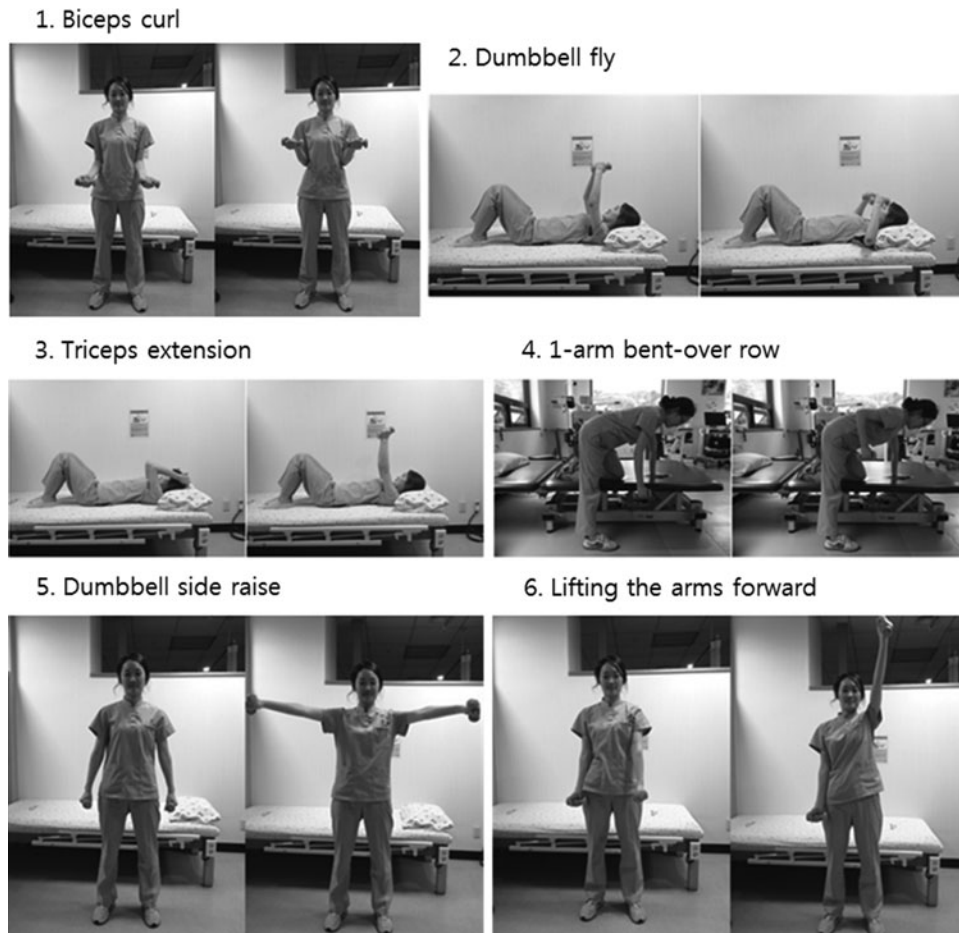 1. Biceps curl
2. Dumbbell fly
3. Triceps extension
4. 1-arm bent-over row
5. Dumbbell side raise
6. Lifting the arms forward